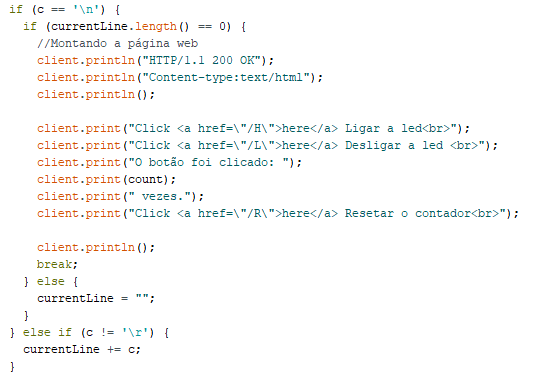 if (c == '\n') {
if (currentLine.length() == 0) {
//Montando a página web
client.println("HTTP/1.1 200 OK");
client.println("Content-type:text/html");
client.println();
client.print("Click <a href=\"/H\">here</a> Ligar a led<br>");
client.print("Click <a href=\"/L\">here</a> Desligar a led <br>");
client.print("O botão foi clicado: ");
client.print(count);
client.print(" vezes.");
client.print("Click <a href=\"/R\">here</a> Resetar o contador<br>");
client.println();
break;
} else {
currentLine = "";
}
} else if (c != '\r') {
currentLine += c;
}